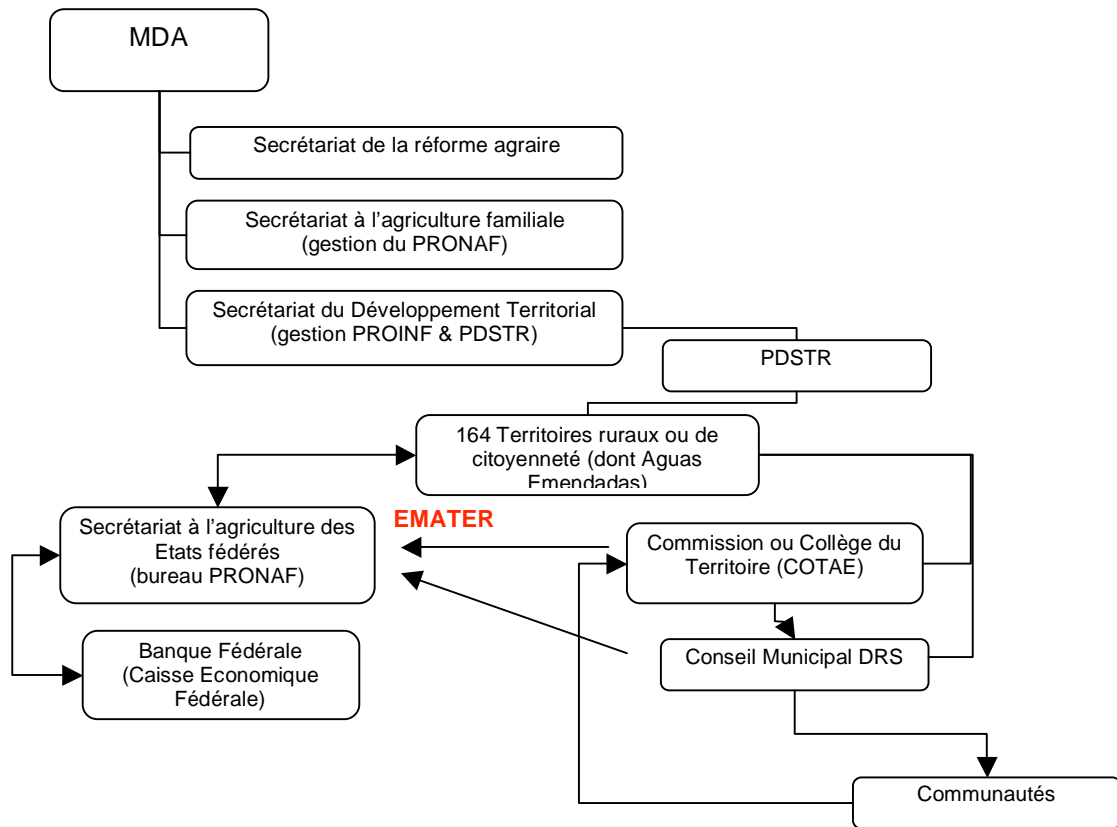 MDA
Secrétariat de la réforme agraire
Secrétariat à l’agriculture familiale
(gestion du PRONAF)
Secrétariat du Développement Territorial
(gestion PROINF & PDSTR)
PDSTR
164 Territoires ruraux ou de
citoyenneté (dont Aguas
Emendadas)
EMATER
Secrétariat à l’agriculture des
Etats fédérés
(bureau PRONAF)
Commission ou Collège du
Territoire (COTAE)
Banque Fédérale
(Caisse Economique
Fédérale)
Conseil Municipal DRS
Communautés